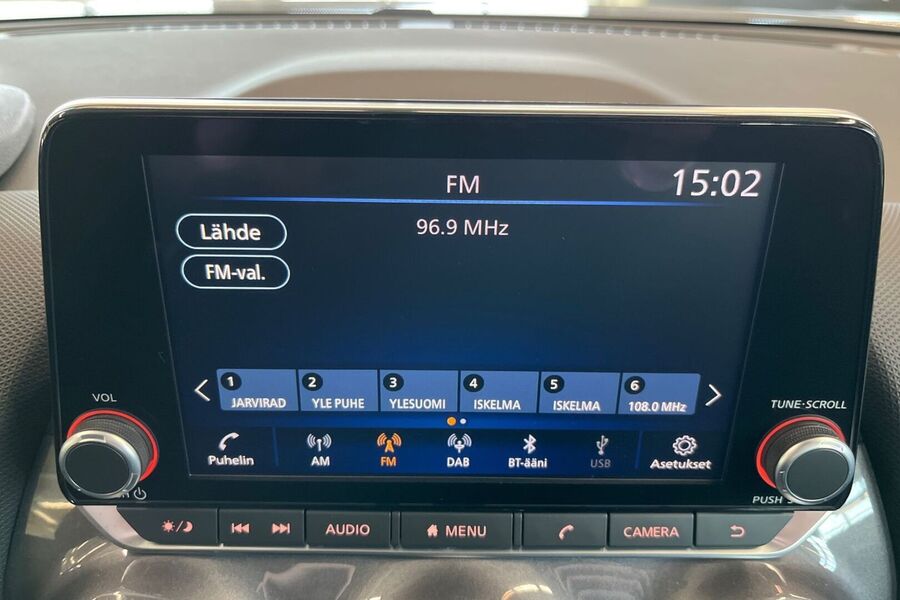 FM
15:02
96.9 MHz
Lähde
FM-val.
1 JARVIRAD
2 YLE PUHE
3 YLESUOMI
4 ISKELMA
5 ISKELMA
6 108.0 MHz
VOL
TUNE·SCROLL
Puhelin
AM
FM
DAB
BT-ääni
USB
Asetukset
PUSH
AUDIO
MENU
CAMERA